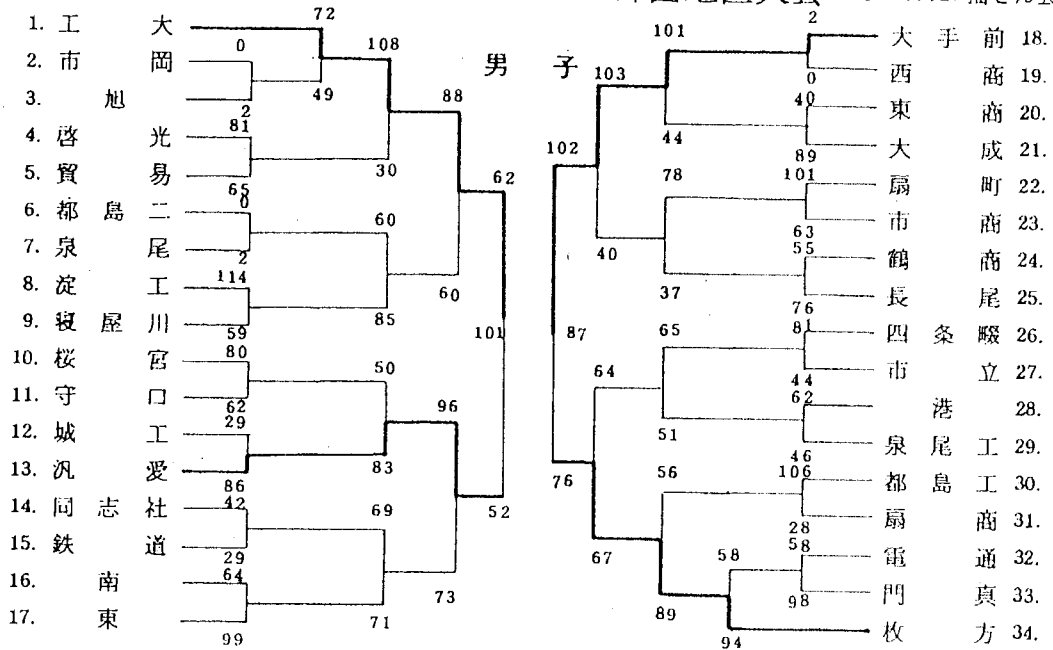 男子
1. 工大
2. 市岡
3. 旭
4. 啓光
5. 貿易
6. 都島二
7. 泉尾
8. 淀工
9. 寝屋川
10. 桜宮
11. 守口
12. 城工
13. 汎愛
14. 同志社
15. 鉄道
16. 南
17. 東
72
0
49
2
81
65
0
2
114
59
80
62
29
86
42
29
64
99
108
30
60
85
50
83
69
71
88
60
96
73
62
52
101
87
102
76
103
40
64
67
101
44
78
37
65
51
56
89
58
94
2
0
40
89
101
63
55
76
81
44
62
46
106
28
58
98
大手前 18.
西商 19.
東商 20.
大成 21.
扇町 22.
市商 23.
鶴商 24.
長尾 25.
四条畷 26.
市立 27.
港 28.
泉尾工 29.
都島工 30.
扇商 31.
電通 32.
門真 33.
枚方 34.